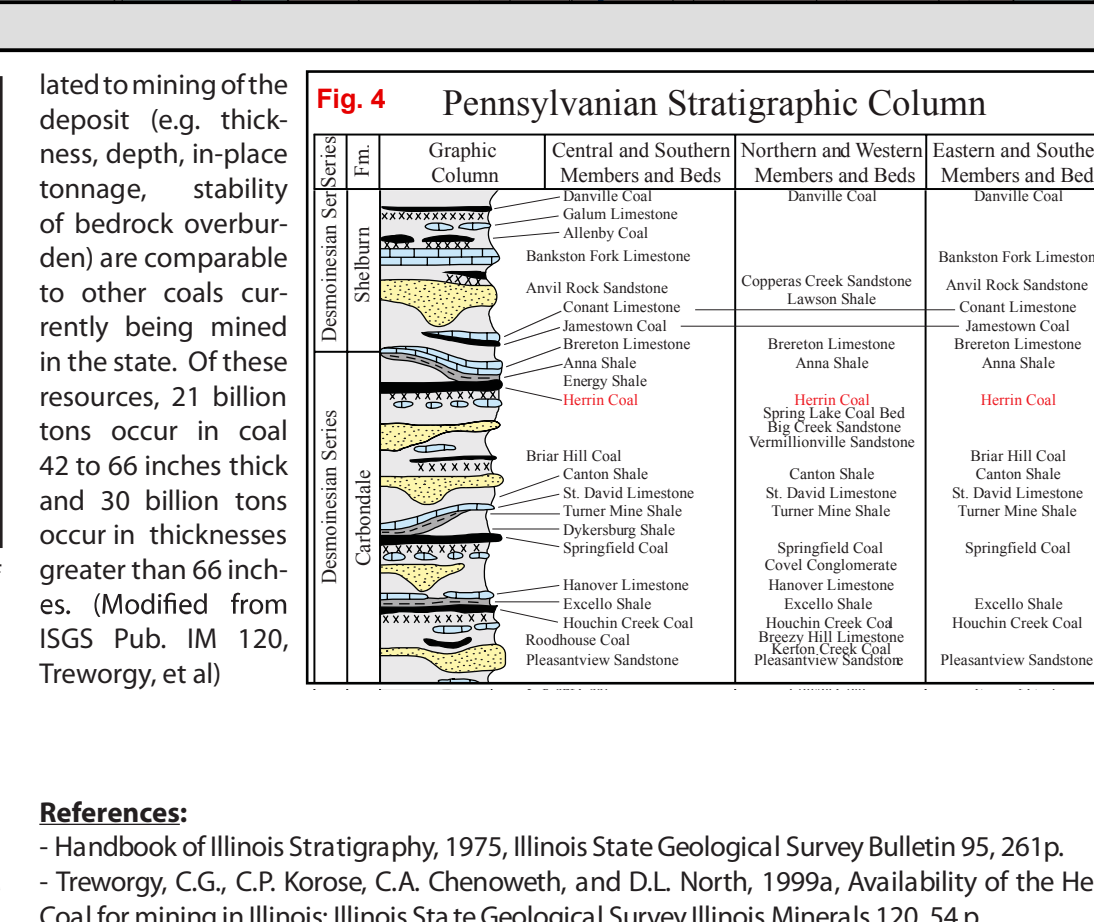 lated to mining of the
deposit (e.g. thick-
ness, depth, in-place
tonnage, stability
of bedrock overbur-
den) are comparable
to other coals cur-
rently being mined
in the state. Of these
resources, 21 billion
tons occur in coal
42 to 66 inches thick
and 30 billion tons
occur in thicknesses
greater than 66 inch-
es. (Modified from
ISGS Pub. IM 120,
Treworgy, et al)
Fig. 4
Pennsylvanian Stratigraphic Column
Series
Fm.
Graphic
Column
Central and Southern
Members and Beds
Northern and Western
Members and Beds
Eastern and Southe
Members and Bed
Desmoinesian Ser
Shelburn
Desmoinesian Series
Carbondale
Danville Coal
Galum Limestone
Allenby Coal
Bankston Fork Limestone
Anvil Rock Sandstone
Conant Limestone
Jamestown Coal
Brereton Limestone
Anna Shale
Energy Shale
Herrin Coal
Briar Hill Coal
Canton Shale
St. David Limestone
Turner Mine Shale
Dykersburg Shale
Springfield Coal
Hanover Limestone
Excello Shale
Houchin Creek Coal
Roodhouse Coal
Pleasantview Sandstone
Danville Coal
Copperas Creek Sandstone
Lawson Shale
Brereton Limestone
Anna Shale
Herrin Coal
Spring Lake Coal Bed
Big Creek Sandstone
Vermillionville Sandstone
Canton Shale
St. David Limestone
Turner Mine Shale
Springfield Coal
Covel Conglomerate
Hanover Limestone
Excello Shale
Houchin Creek Coal
Breezy Hill Limestone
Kerton Creek Coal
Pleasantview Sandstone
Danville Coal
Bankston Fork Limeston
Anvil Rock Sandstone
Conant Limestone
Jamestown Coal
Brereton Limestone
Anna Shale
Herrin Coal
Briar Hill Coal
Canton Shale
St. David Limestone
Turner Mine Shale
Springfield Coal
Excello Shale
Houchin Creek Coal
Pleasantview Sandstone
References:
- Handbook of Illinois Stratigraphy, 1975, Illinois State Geological Survey Bulletin 95, 261p.
- Treworgy, C.G., C.P. Korose, C.A. Chenoweth, and D.L. North, 1999a, Availability of the He
Coal for mining in Illinois: Illinois State Geological Survey Illinois Minerals 120, 54 p.